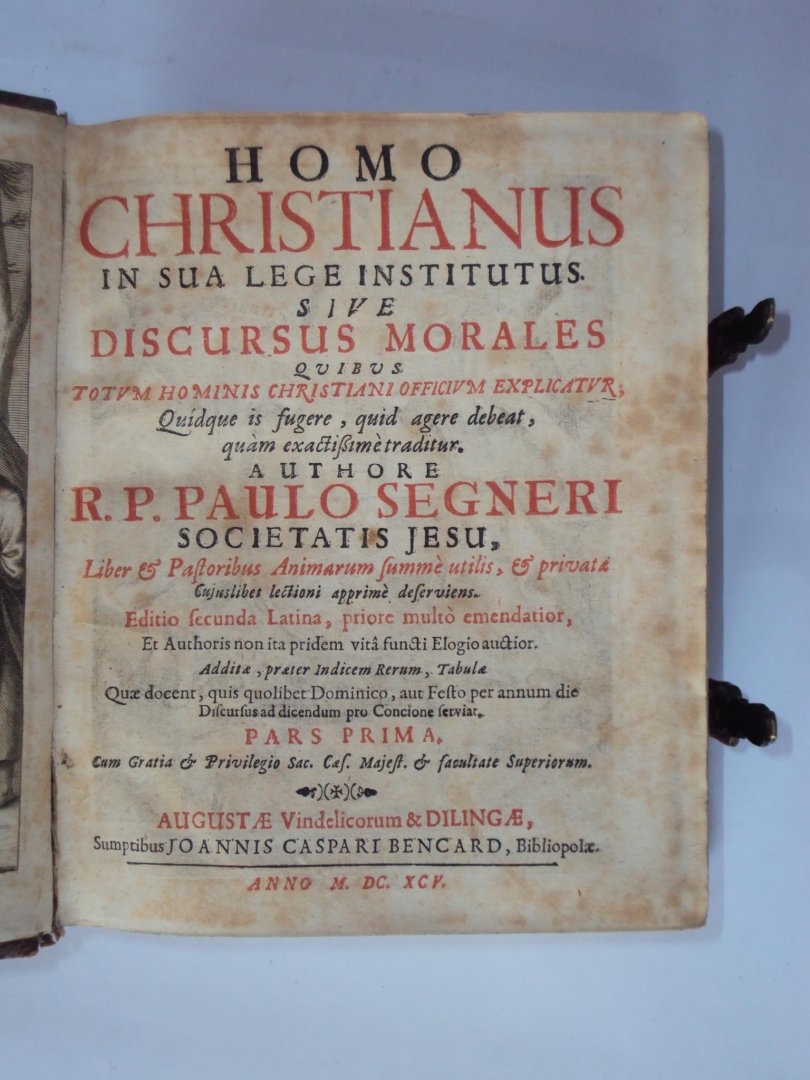 HOMO
CHRISTIANUS
IN SUA LEGE INSTITUTUS.
SIVE
DISCURSUS MORALES
QVIBVS
TOTVM HOMINIS CHRISTIANI OFFICIVM EXPLICATVR;
Quidque is fugere, quid agere debeat,
quàm exactißimè traditur.
AUTHORE
R. P. PAULO SEGNERI
SOCIETATIS JESU,
Liber & Paſtoribus Animarum ſummè utilis, & privatæ
Cujuslibet lectioni apprimè deſerviens.
Editio ſecunda Latina, priore multò emendatior,
Et Authoris non ita pridem vitâ functi Elogio auctior.
Additæ, præter Indicem Rerum, Tabulæ
Quæ docent, quis quolibet Dominico, aut Feſto per annum die
Diſcurſus ad dicendum pro Concione ſerviat.
PARS PRIMA.
Cum Gratia & Privilegio Sac. Cæſ. Majeſt. & facultate Superiorum.
AUGUSTÆ Vindelicorum & DILINGÆ,
Sumptibus JOANNIS CASPARI BENCARD, Bibliopolæ.
ANNO M. DC. XCV.